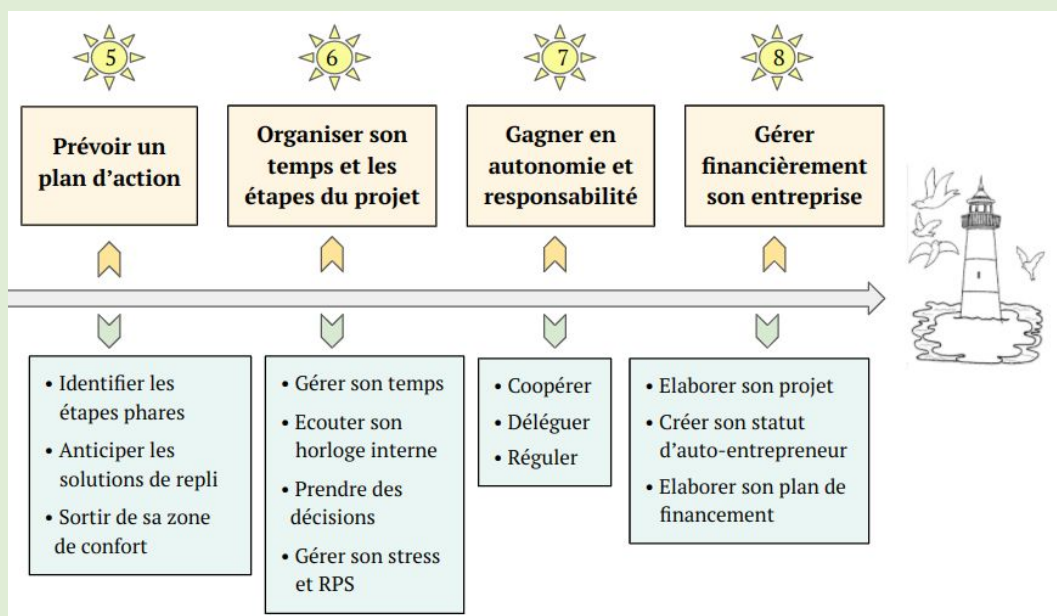 5
6
7
8
Prévoir un
plan d’action
Organiser son
temps et les
étapes du projet
Gagner en
autonomie et
responsabilité
Gérer
financièrement
son entreprise
• Identifier les
étapes phares
• Anticiper les
solutions de repli
• Sortir de sa zone
de confort
• Gérer son temps
• Ecouter son
horloge interne
• Prendre des
décisions
• Gérer son stress
et RPS
• Coopérer
• Déléguer
• Réguler
• Elaborer son projet
• Créer son statut
d’auto-entrepreneur
• Elaborer son plan de
financement